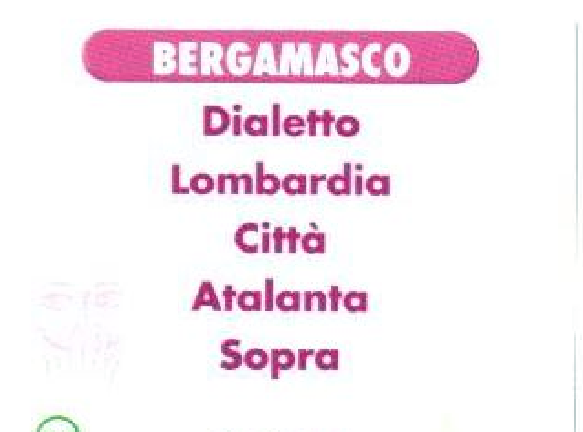 BERGAMASCO
Dialetto
Lombardia
Città
Atalanta
Sopra